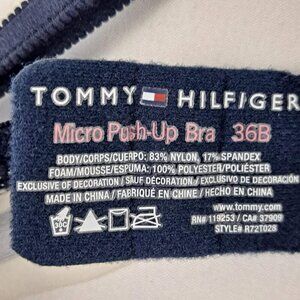 TOMMY HILFIGER
Micro Push-Up Bra 36B
BODY/CORPS/CUERPO: 83% NYLON, 17% SPANDEX
FOAM/MOUSSE/ESPUMA: 100% POLYESTER/POLIÉSTER
EXCLUSIVE OF DECORATION / SAUF DÉCORATION / EXCLUSIVO DE DECORACIÓN
MADE IN CHINA / FABRIQUÉ EN CHINE / HECHO EN CHINA
30C
www.tommy.com
RN# 119253 / CA# 37909
STYLE# R72T028